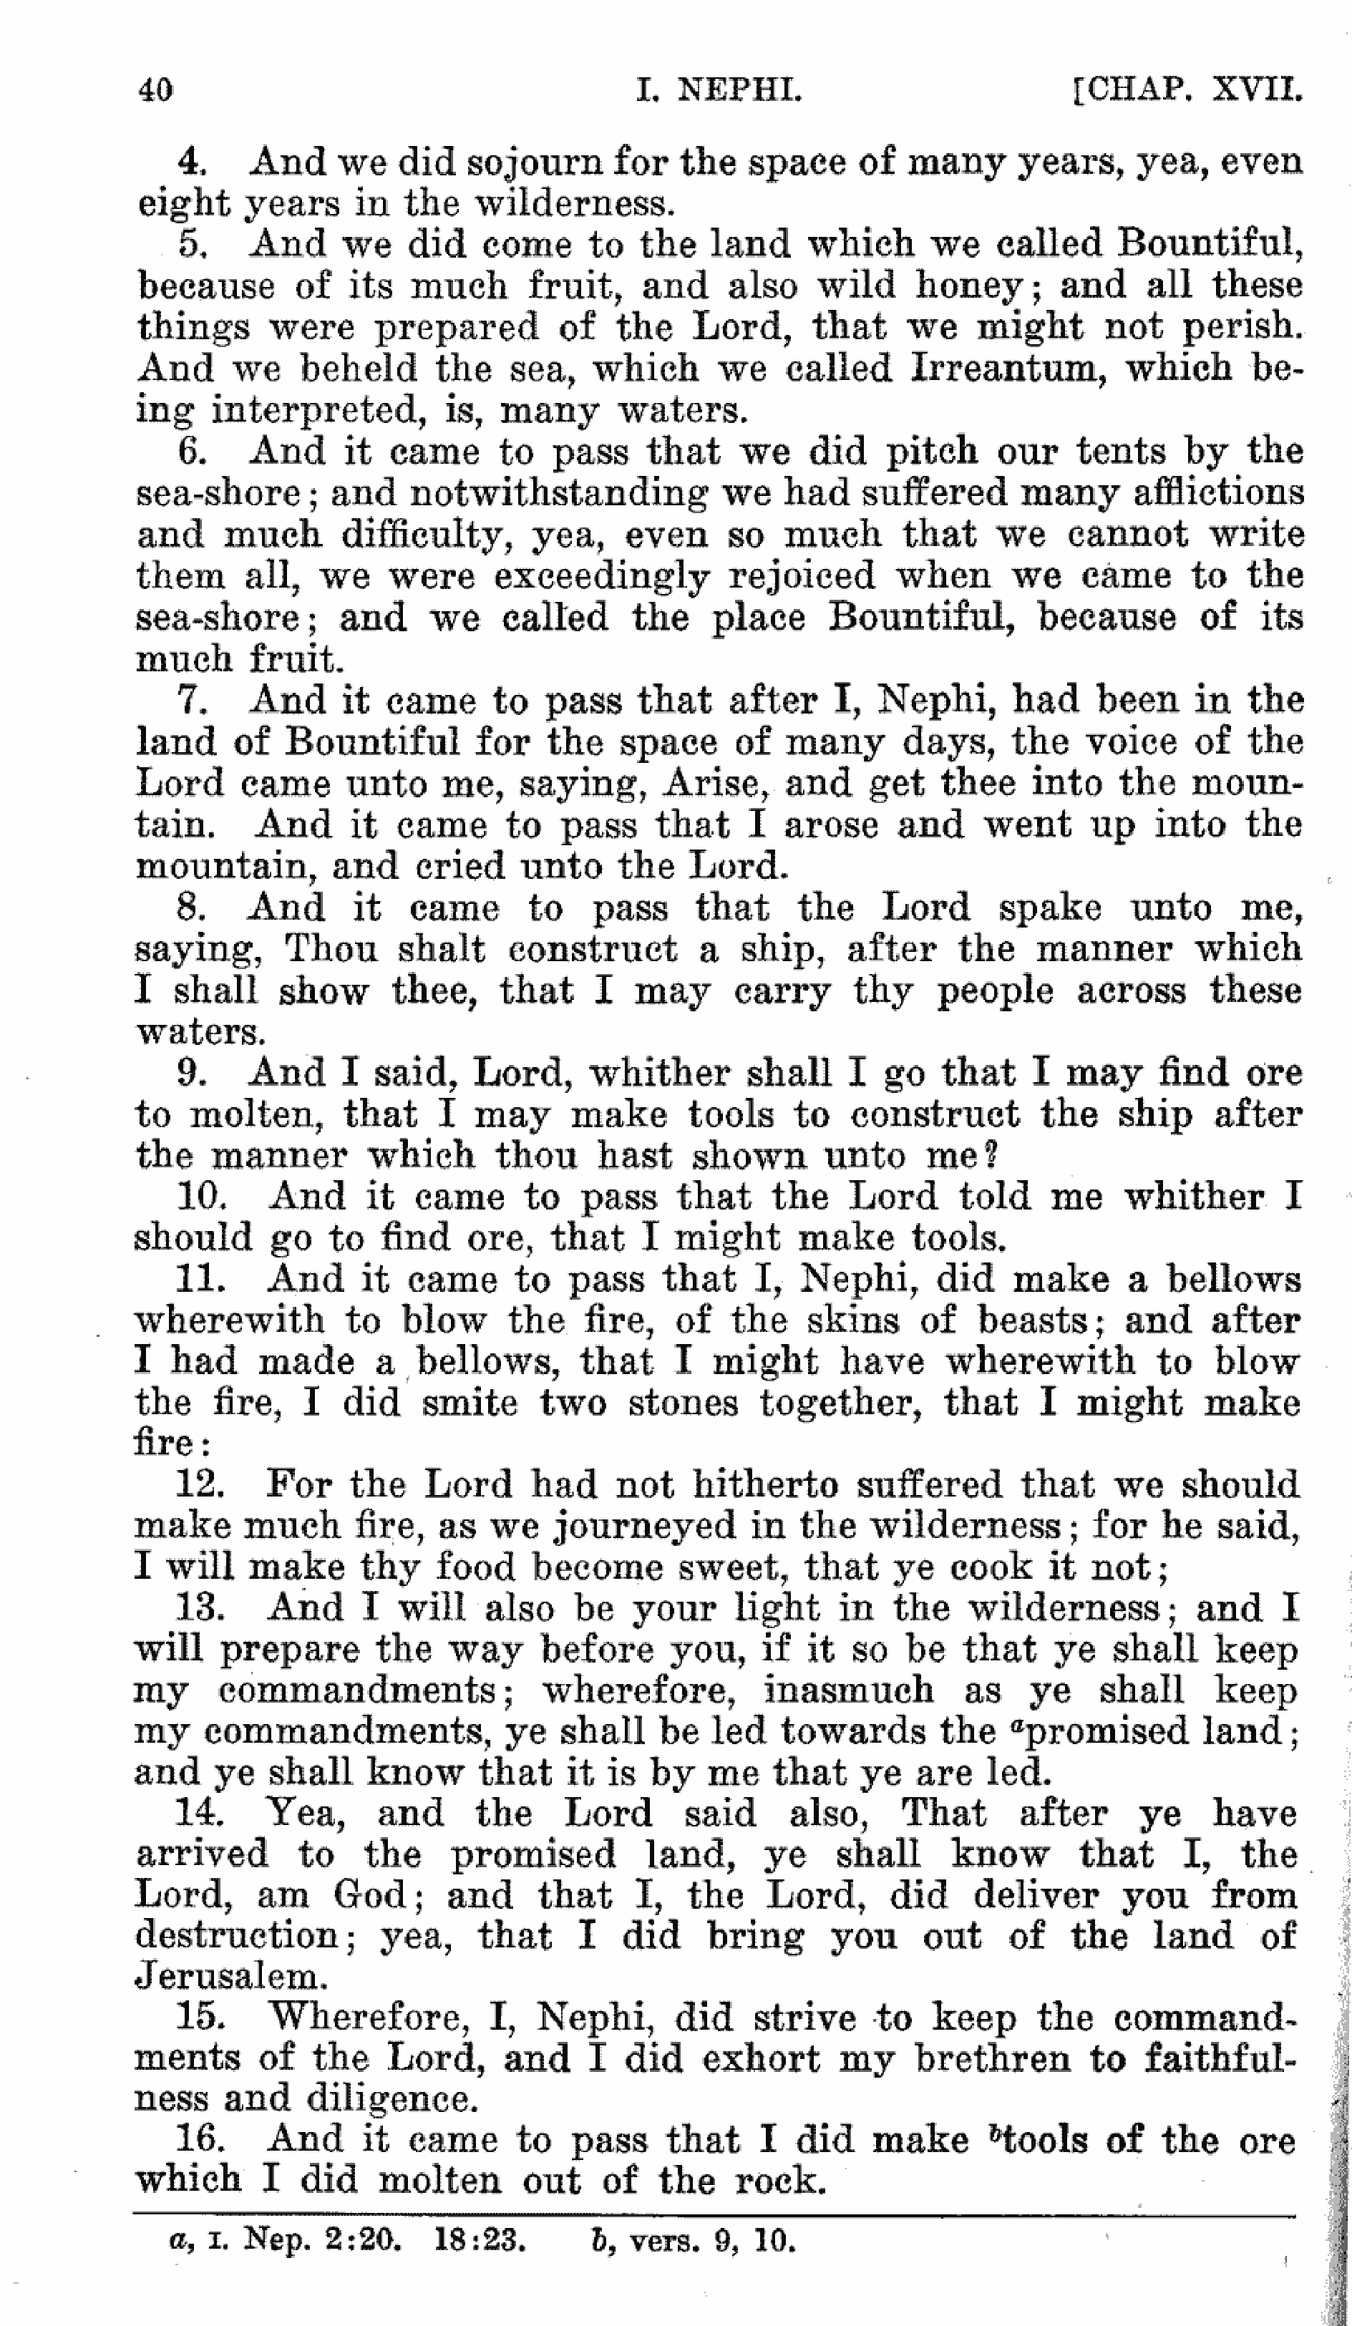 40 I. NEPHI. [CHAP. XVII.
4. And we did sojourn for the space of many years, yea, even
eight years in the wilderness.
5. And we did come to the land which we called Bountiful,
because of its much fruit, and also wild honey; and all these
things were prepared of the Lord, that we might not perish.
And we beheld the sea, which we called Irreantum, which be-
ing interpreted, is, many waters.
6. And it came to pass that we did pitch our tents by the
sea-shore; and notwithstanding we had suffered many afflictions
and much difficulty, yea, even so much that we cannot write
them all, we were exceedingly rejoiced when we came to the
sea-shore; and we called the place Bountiful, because of its
much fruit.
7. And it came to pass that after I, Nephi, had been in the
land of Bountiful for the space of many days, the voice of the
Lord came unto me, saying, Arise, and get thee into the moun-
tain. And it came to pass that I arose and went up into the
mountain, and cried unto the Lord.
8. And it came to pass that the Lord spake unto me,
saying, Thou shalt construct a ship, after the manner which
I shall show thee, that I may carry thy people across these
waters.
9. And I said, Lord, whither shall I go that I may find ore
to molten, that I may make tools to construct the ship after
the manner which thou hast shown unto me?
10. And it came to pass that the Lord told me whither I
should go to find ore, that I might make tools.
11. And it came to pass that I, Nephi, did make a bellows
wherewith to blow the fire, of the skins of beasts; and after
I had made a bellows, that I might have wherewith to blow
the fire, I did smite two stones together, that I might make
fire:
12. For the Lord had not hitherto suffered that we should
make much fire, as we journeyed in the wilderness; for he said,
I will make thy food become sweet, that ye cook it not;
13. And I will also be your light in the wilderness; and I
will prepare the way before you, if it so be that ye shall keep
my commandments; wherefore, inasmuch as ye shall keep
my commandments, ye shall be led towards the ᵃpromised land;
and ye shall know that it is by me that ye are led.
14. Yea, and the Lord said also, That after ye have
arrived to the promised land, ye shall know that I, the
Lord, am God; and that I, the Lord, did deliver you from
destruction; yea, that I did bring you out of the land of
Jerusalem.
15. Wherefore, I, Nephi, did strive to keep the command-
ments of the Lord, and I did exhort my brethren to faithful-
ness and diligence.
16. And it came to pass that I did make ᵇtools of the ore
which I did molten out of the rock.
a, I. Nep. 2:20. 18:23. b, vers. 9, 10.